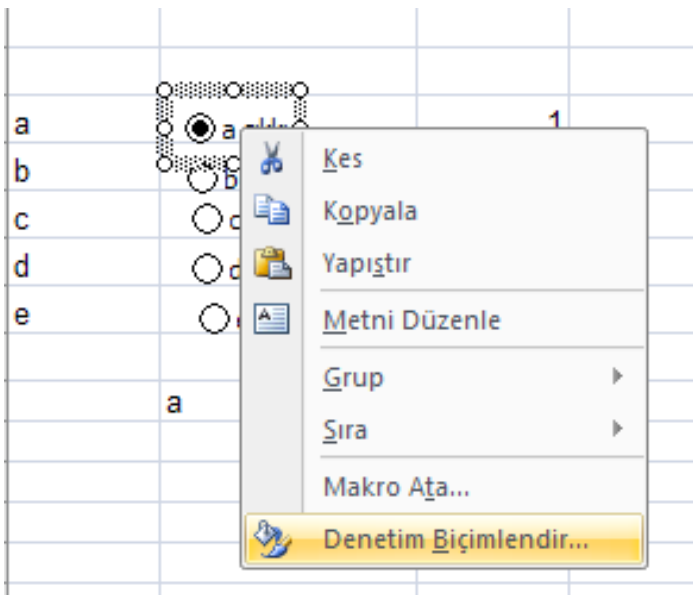 a a 1
b b
c
d d
e
a
Kes
Kopyala
Yapıştır
Metni Düzenle
Grup
Sıra
Makro Ata...
Denetim Biçimlendir...